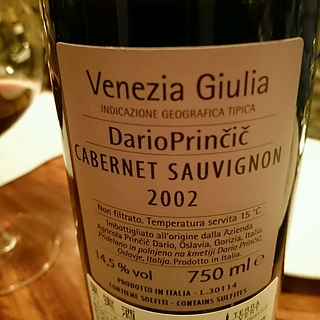 Venezia Giulia
INDICAZIONE GEOGRAFICA TIPICA
DarioPrinčič
CABERNET SAUVIGNON
2002
Non filtrato. Temperatura servita 15 °C.
Imbottigliato all'origine dalla Azienda
Agricola Prinčič Dario, Oslavia, Gorizia, Italia.
Pridelano in polnjeno na kmetiji Dario Prinčič,
Oslavje, Italija. Prodotto in Italia.
14,5 % vol 750 ml e
PRODOTTO IN ITALIA - L.30114
CONTIENE SOLFITI - CONTAINS SULFITES
TERRA